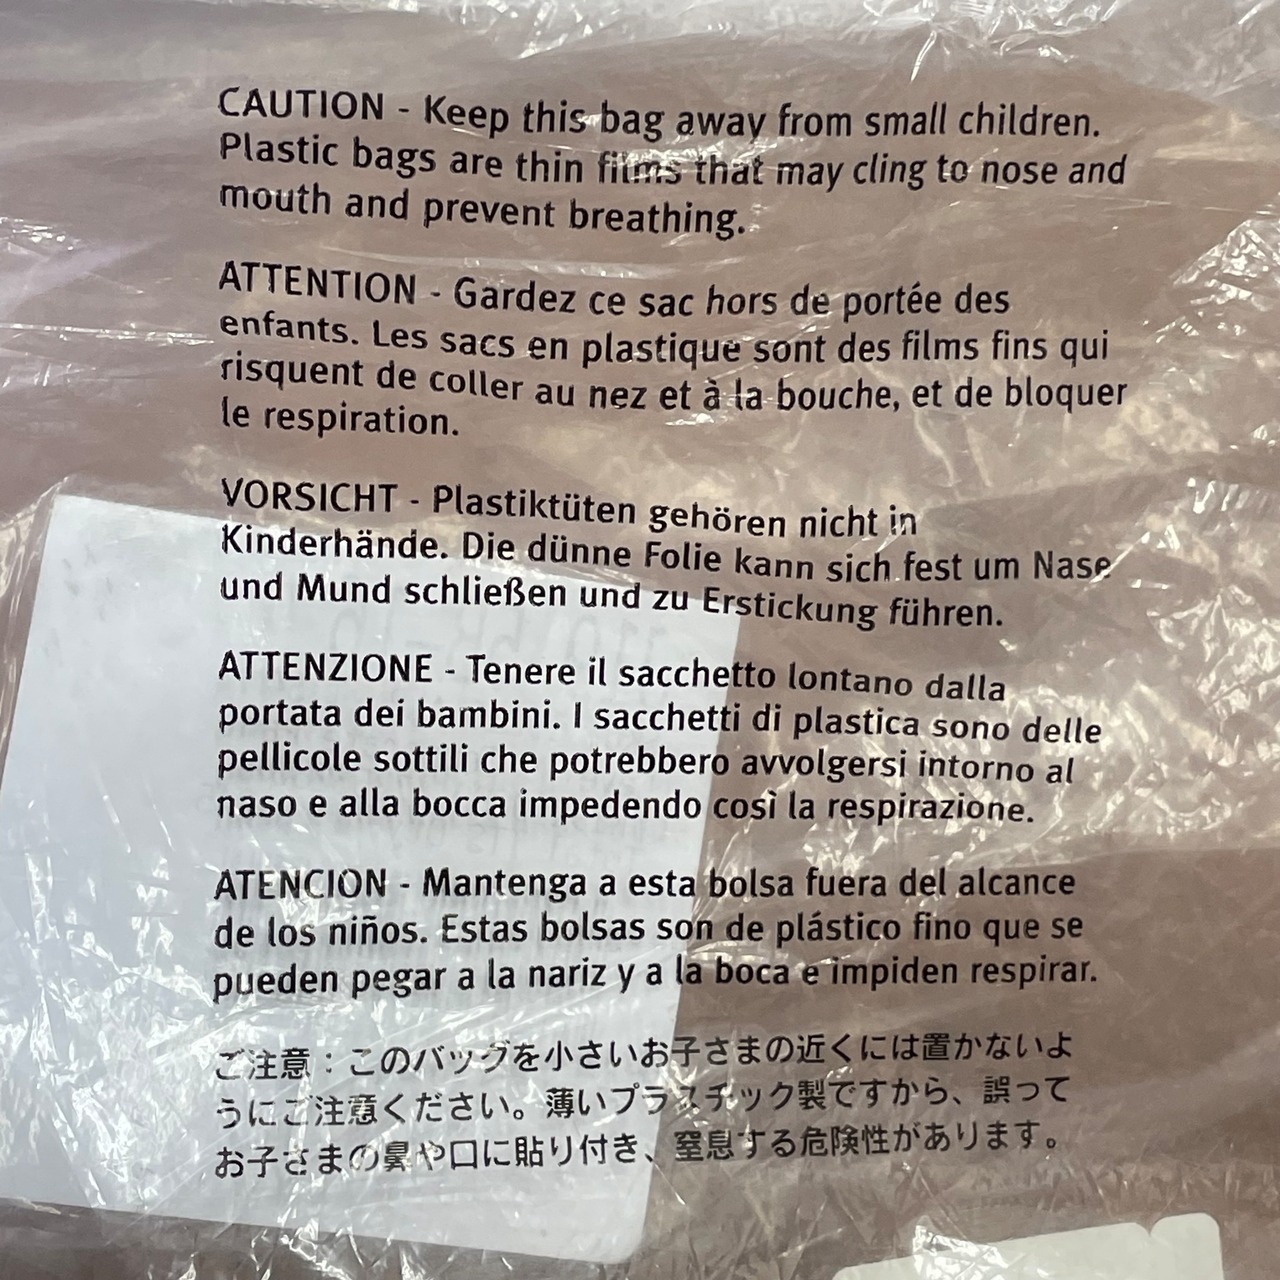 CAUTION - Keep this bag away from small children.
Plastic bags are thin films that may cling to nose and
mouth and prevent breathing.
ATTENTION - Gardez ce sac hors de portée des
enfants. Les sacs en plastique sont des films fins qui
risquent de coller au nez et à la bouche, et de bloquer
le respiration.
VORSICHT - Plastiktüten gehören nicht in
Kinderhände. Die dünne Folie kann sich fest um Nase
und Mund schließen und zu Erstickung führen.
ATTENZIONE - Tenere il sacchetto lontano dalla
portata dei bambini. I sacchetti di plastica sono delle
pellicole sottili che potrebbero avvolgersi intorno al
naso e alla bocca impedendo così la respirazione.
ATENCION - Mantenga a esta bolsa fuera del alcance
de los niños. Estas bolsas son de plástico fino que se
pueden pegar a la nariz y a la boca e impiden respirar.
ご注意：このバッグを小さいお子さまの近くには置かないよ
うにご注意ください。薄いプラスチック製ですから、誤って
お子さまの鼻や口に貼り付き、窒息する危険性があります。